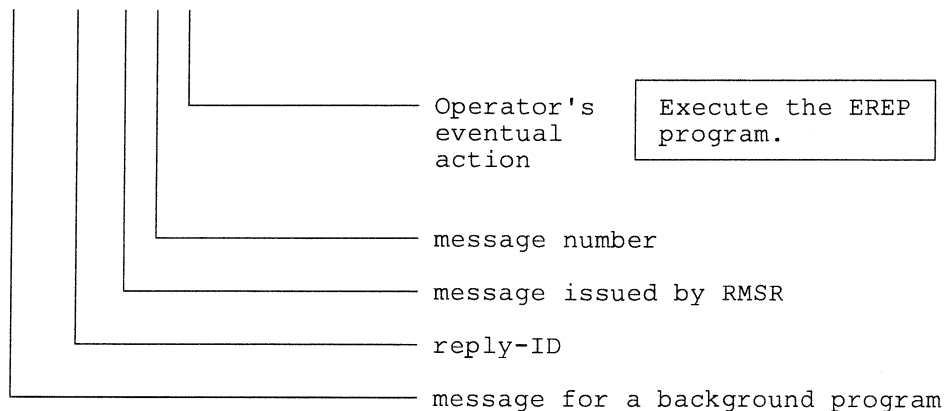 Operator's
eventual
action
Execute the EREP
program.
message number
message issued by RMSR
reply-ID
message for a background program